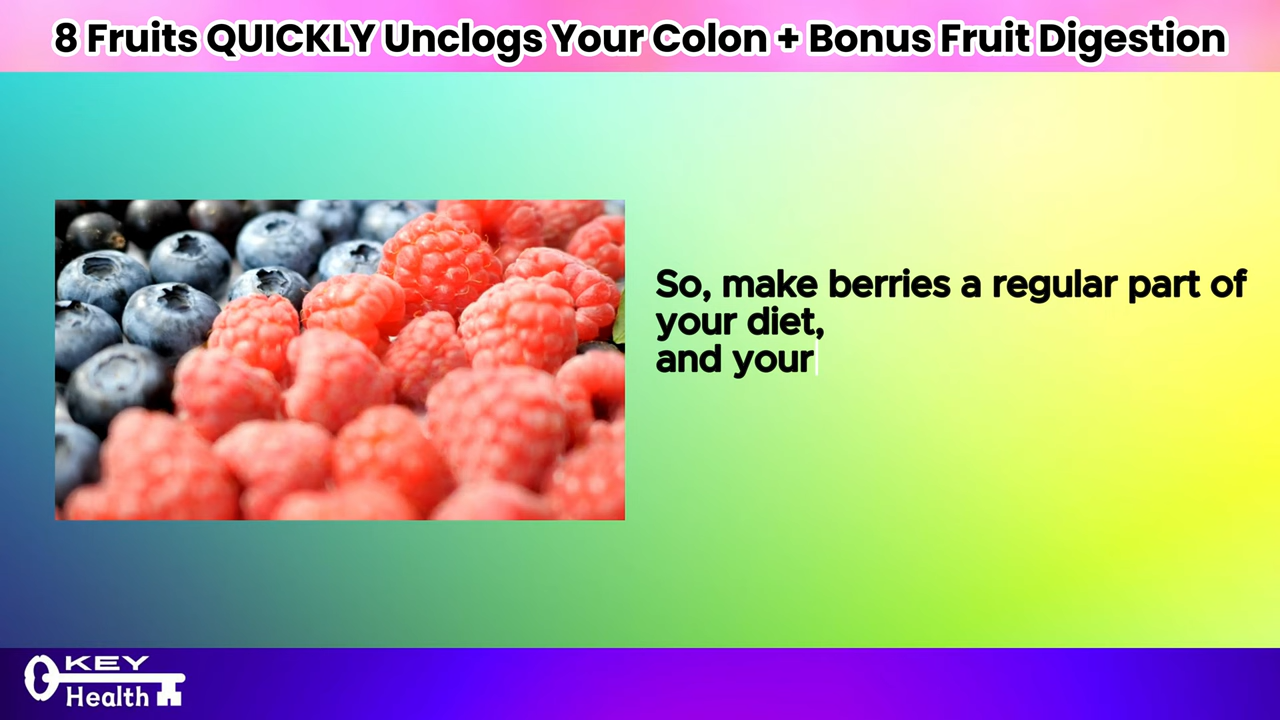 8 Fruits QUICKLY Unclogs Your Colon + Bonus Fruit Digestion
So, make berries a regular part of
your diet,
and your
KEY
Health